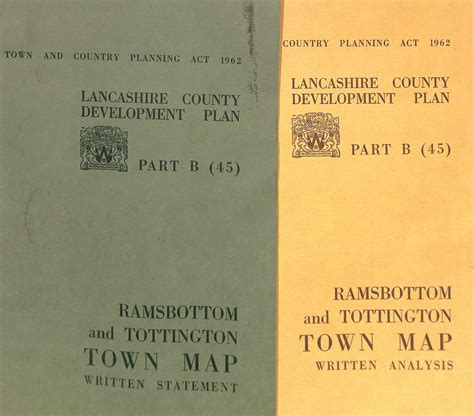 TOWN AND COUNTRY PLANNING ACT 1962
LANCASHIRE COUNTY
DEVELOPMENT PLAN
PART B (45)
RAMSBOTTOM
and TOTTINGTON
TOWN MAP
WRITTEN STATEMENT
COUNTRY PLANNING ACT 1962
LANCASHIRE COUNTY
DEVELOPMENT PLAN
PART B (45)
RAMSBOTTOM
and TOTTINGTON
TOWN MAP
WRITTEN ANALYSIS